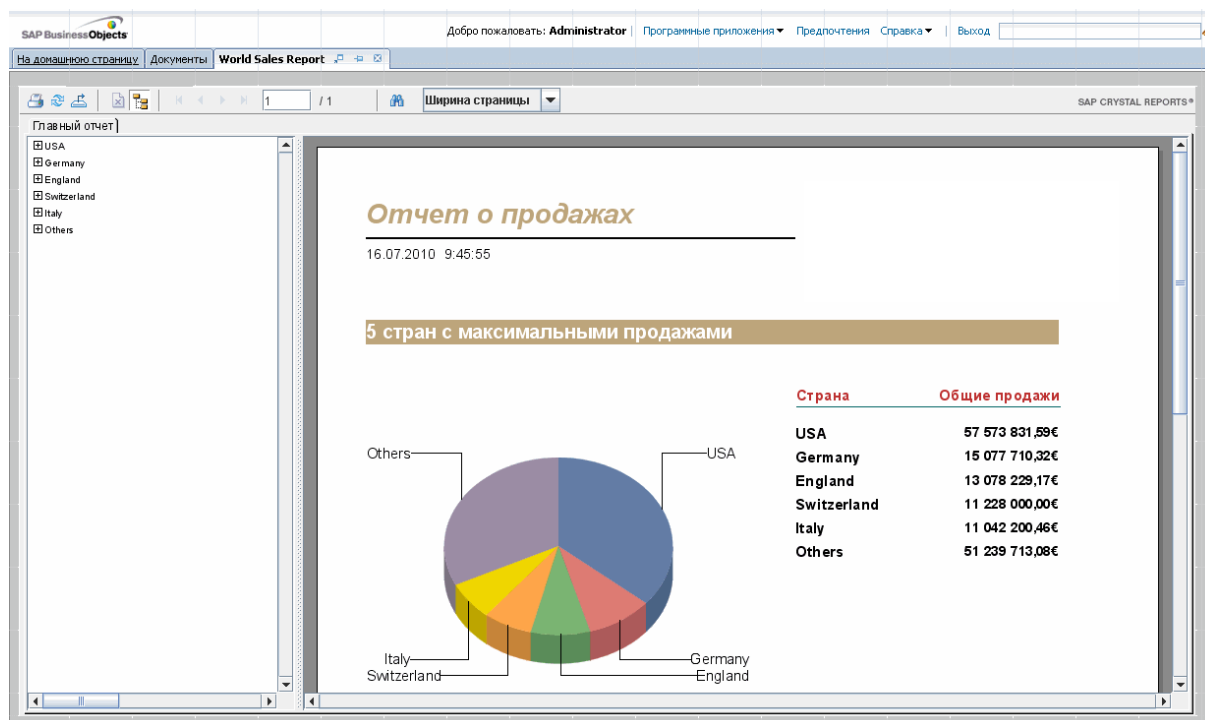 SAP BusinessObjects
Добро пожаловать: Administrator | Программные приложения Предпочтения Справка | Выход
На домашнюю страницу Документы World Sales Report
1 / 1 Ширина страницы SAP CRYSTAL REPORTS®
Главный отчет
USA
Germany
England
Switzerland
Italy
Others
Отчет о продажах
16.07.2010 9:45:55
5 стран с максимальными продажами
Страна Общие продажи
USA 57 573 831,59€
Germany 15 077 710,32€
England 13 078 229,17€
Switzerland 11 228 000,00€
Italy 11 042 200,46€
Others 51 239 713,08€
Others USA
Italy Germany
Switzerland England